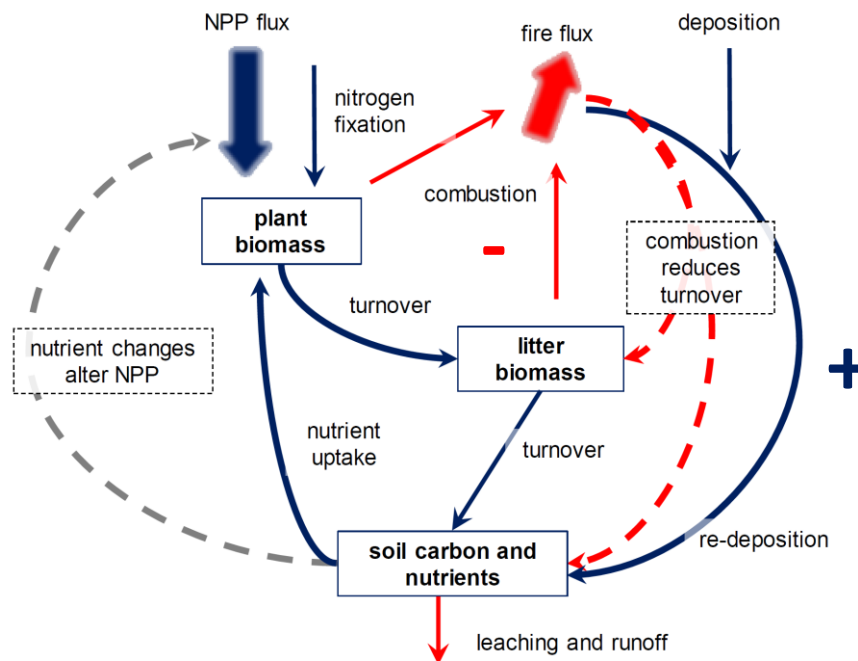 NPP flux
fire flux
deposition
nitrogen
fixation
combustion
plant
biomass
-
combustion
reduces
turnover
turnover
nutrient changes
alter NPP
litter
biomass
+
nutrient
uptake
turnover
soil carbon and
nutrients
re-deposition
leaching and runoff